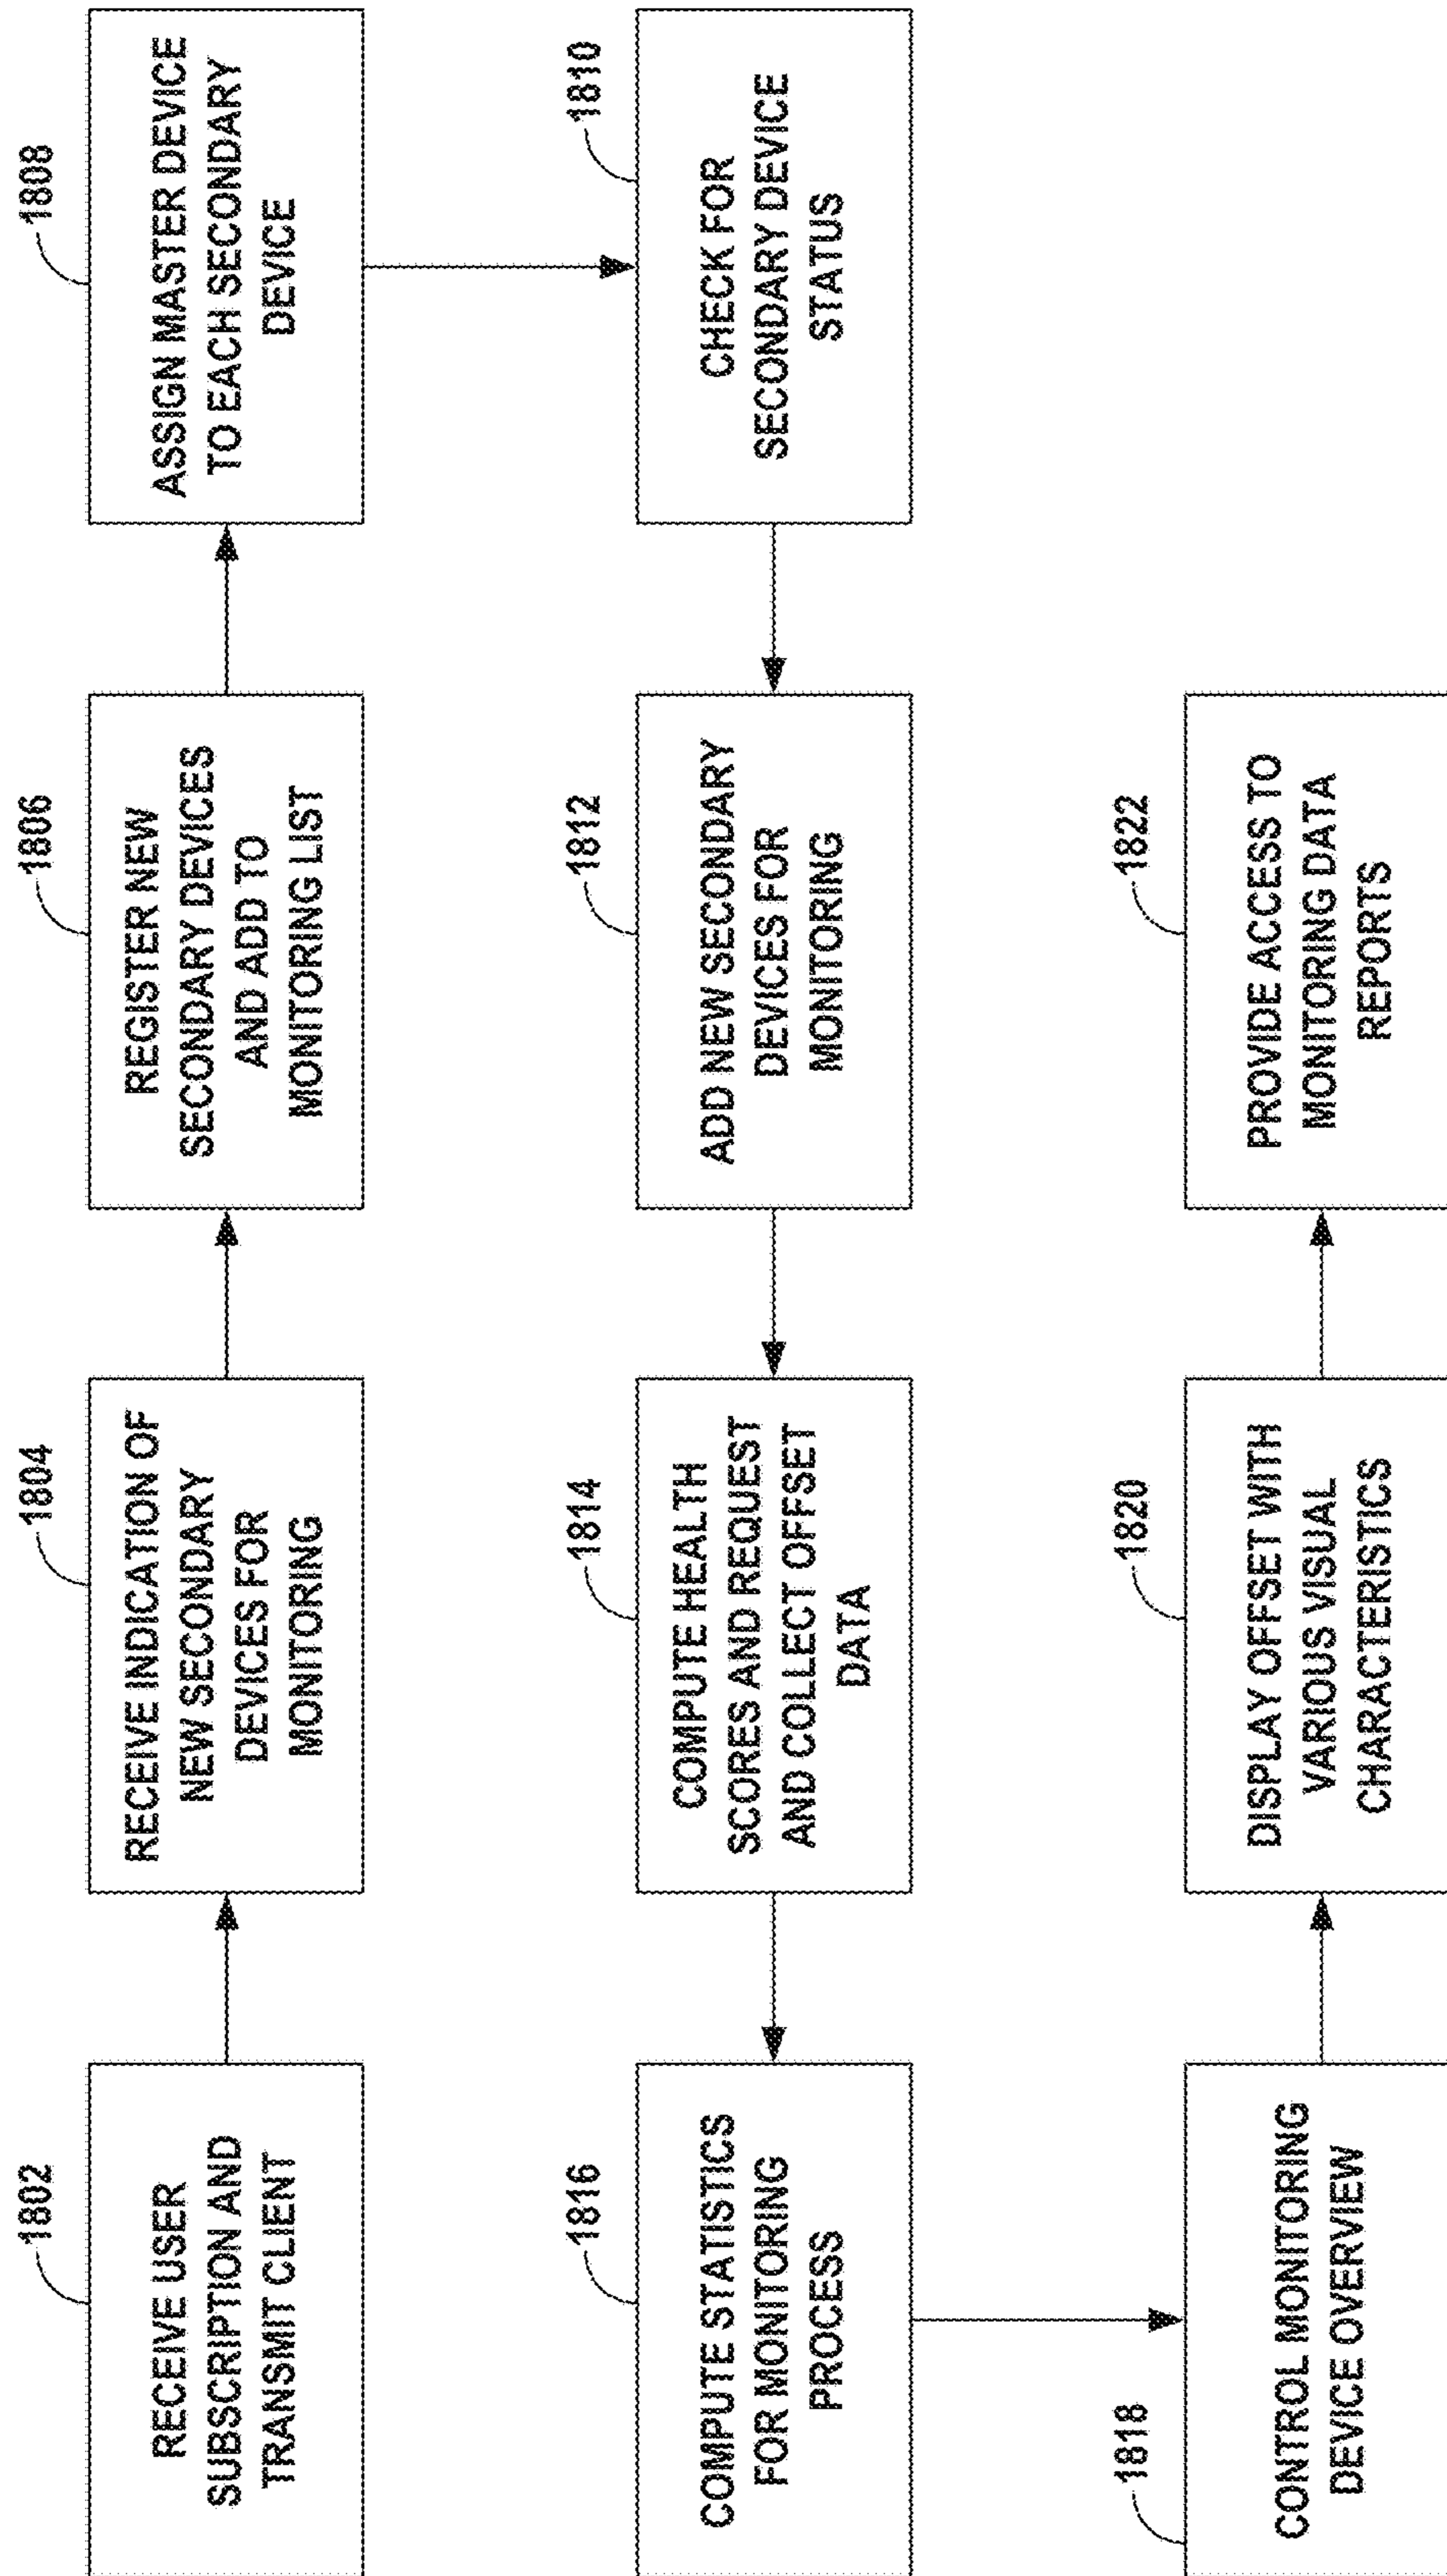 1802
RECEIVE USER
SUBSCRIPTION AND
TRANSMIT CLIENT
1804
RECEIVE INDICATION OF
NEW SECONDARY
DEVICES FOR
MONITORING
1806
REGISTER NEW
SECONDARY DEVICES
AND ADD TO
MONITORING LIST
1808
ASSIGN MASTER DEVICE
TO EACH SECONDARY
DEVICE
1810
CHECK FOR
SECONDARY DEVICE
STATUS
1812
ADD NEW SECONDARY
DEVICES FOR
MONITORING
1814
COMPUTE HEALTH
SCORES AND REQUEST
AND COLLECT OFFSET
DATA
1816
COMPUTE STATISTICS
FOR MONITORING
PROCESS
1818
CONTROL MONITORING
DEVICE OVERVIEW
1820
DISPLAY OFFSET WITH
VARIOUS VISUAL
CHARACTERISTICS
1822
PROVIDE ACCESS TO
MONITORING DATA
REPORTS